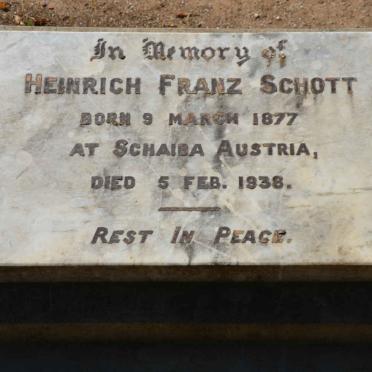 In Memory of
HEINRICH FRANZ SCHOTT
BORN 9 MARCH 1877
AT SCHAIBA AUSTRIA,
DIED 5 FEB. 1938.
REST IN PEACE.